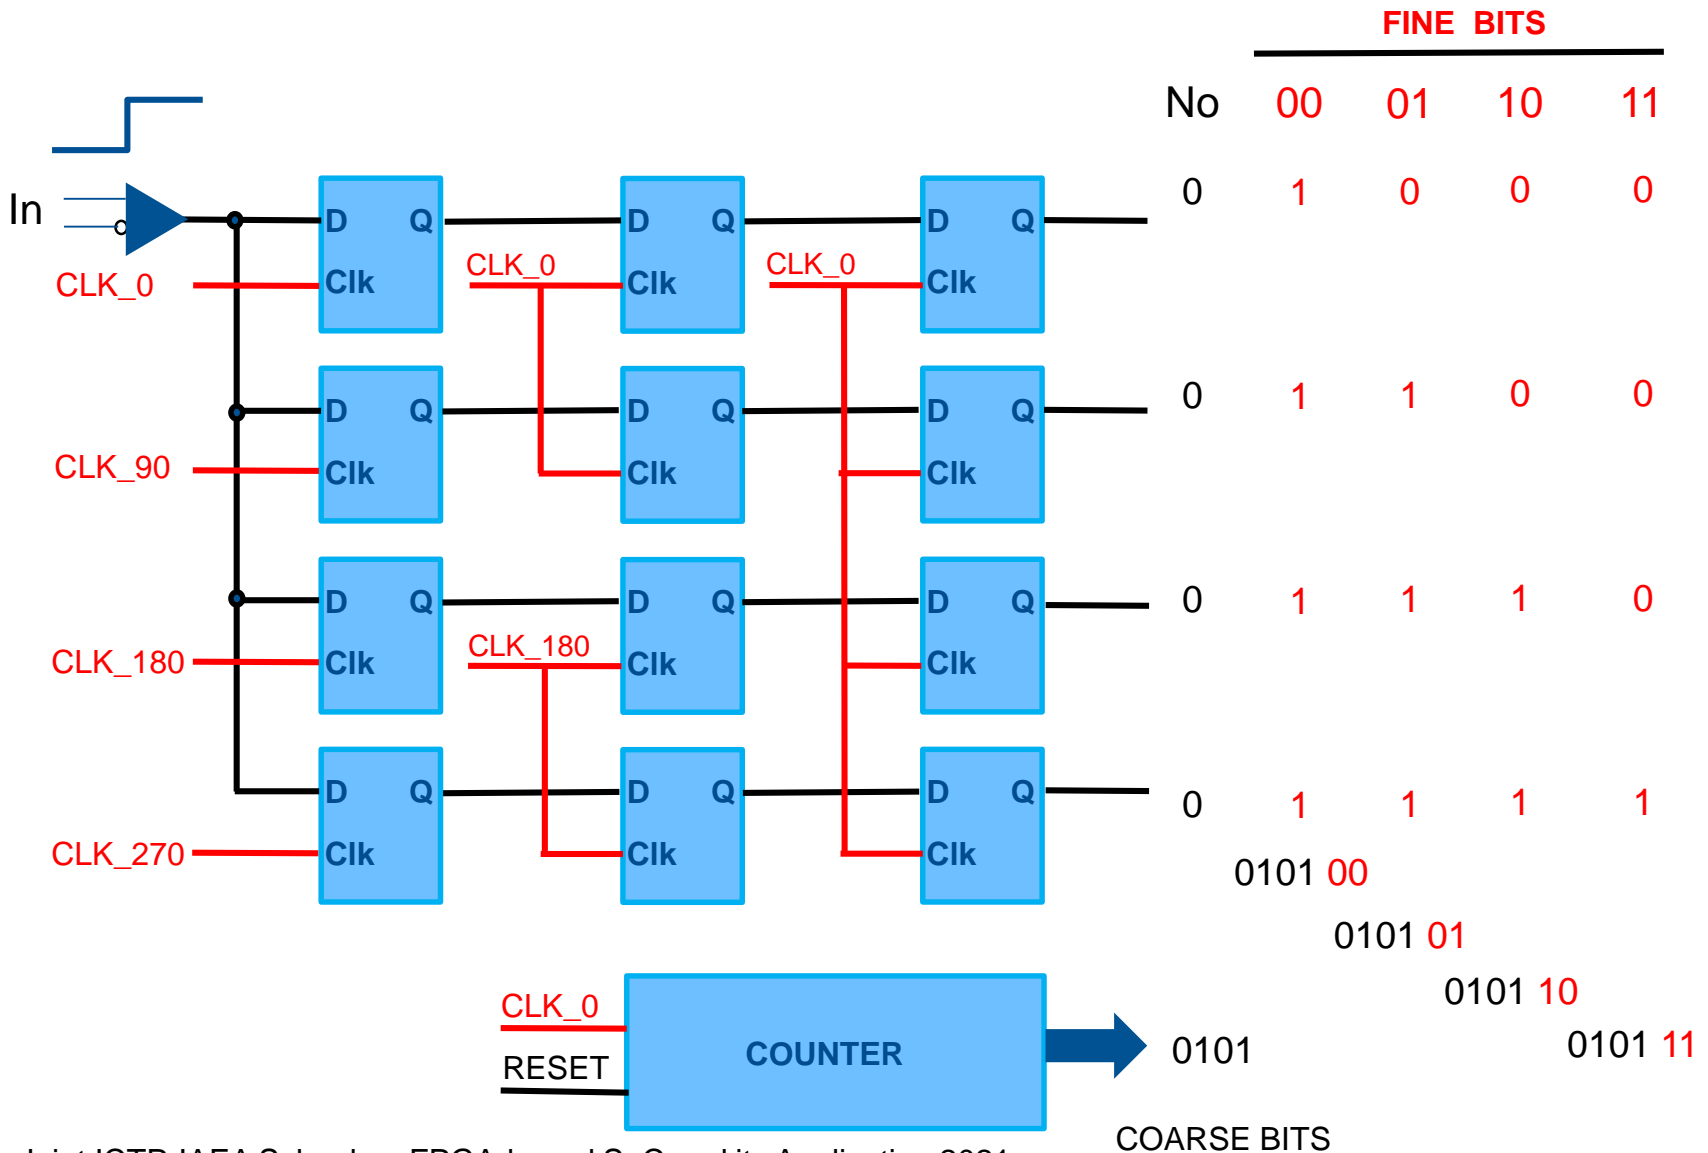 FINE BITS
No 00 01 10 11
In
D Q D Q D Q
0 1 0 0 0
CLK_0 Clk CLK_0 Clk CLK_0 Clk
D Q D Q D Q
0 1 1 0 0
CLK_90 Clk Clk Clk
D Q D Q D Q
0 1 1 1 0
CLK_180 Clk CLK_180 Clk Clk
D Q D Q D Q
0 1 1 1 1
CLK_270 Clk Clk Clk
0101 00
0101 01
0101 10
CLK_0
COUNTER
0101
0101 11
RESET
COARSE BITS